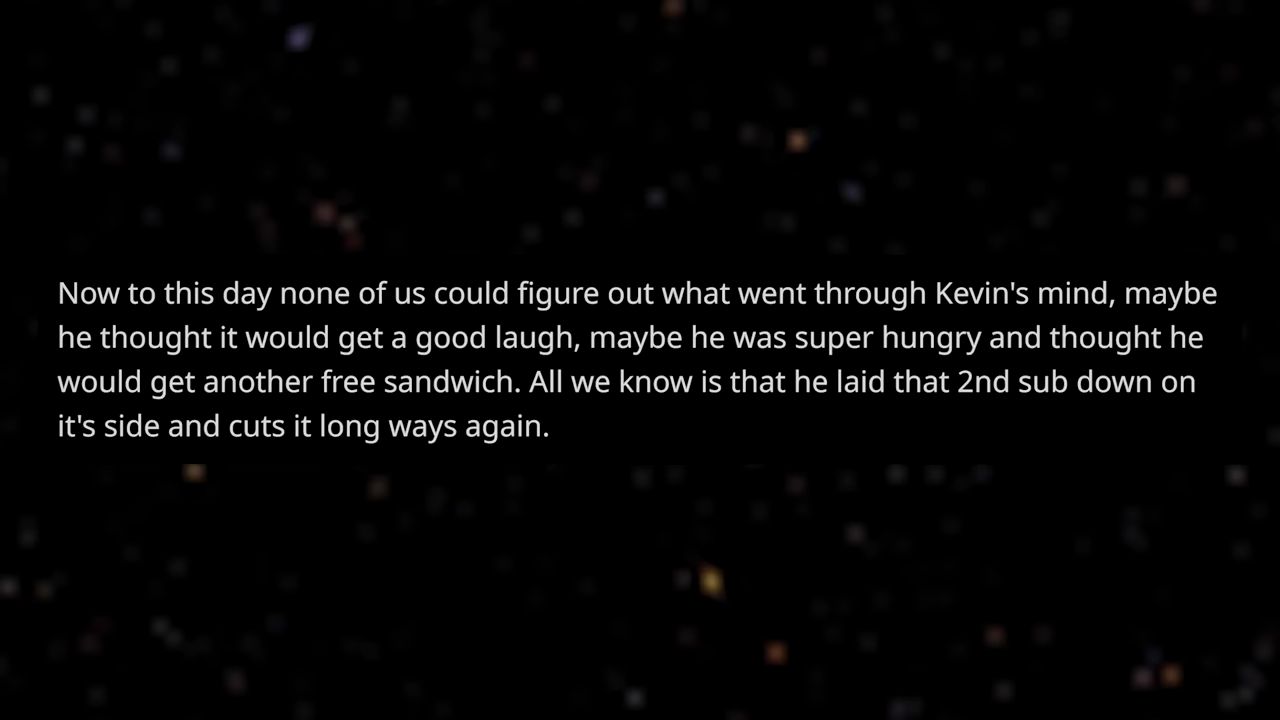 Now to this day none of us could figure out what went through Kevin's mind, maybe
he thought it would get a good laugh, maybe he was super hungry and thought he
would get another free sandwich. All we know is that he laid that 2nd sub down on
it's side and cuts it long ways again.